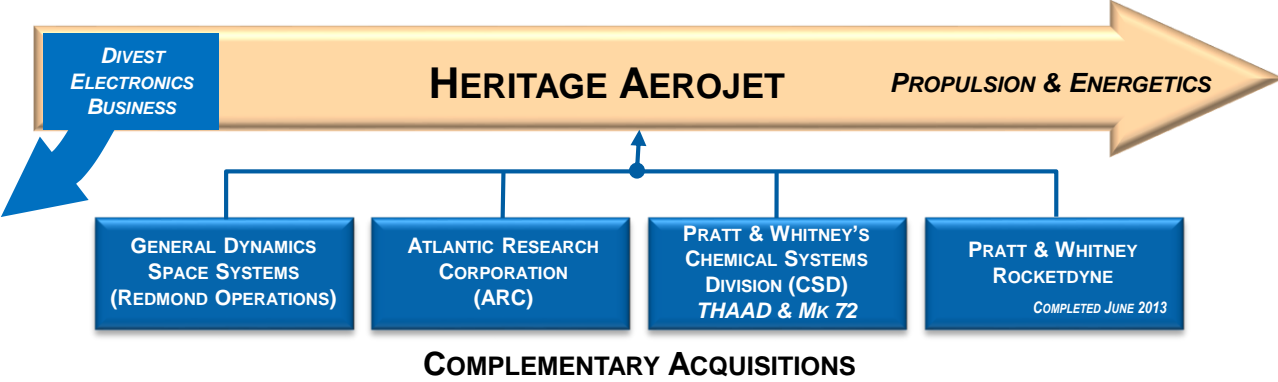 DIVEST
ELECTRONICS
BUSINESS
HERITAGE AEROJET
PROPULSION & ENERGETICS
GENERAL DYNAMICS
SPACE SYSTEMS
(REDMOND OPERATIONS)
ATLANTIC RESEARCH
CORPORATION
(ARC)
PRATT & WHITNEY'S
CHEMICAL SYSTEMS
DIVISION (CSD)
THAAD & MK 72
PRATT & WHITNEY
ROCKETDYNE
COMPLETED JUNE 2013
COMPLEMENTARY ACQUISITIONS